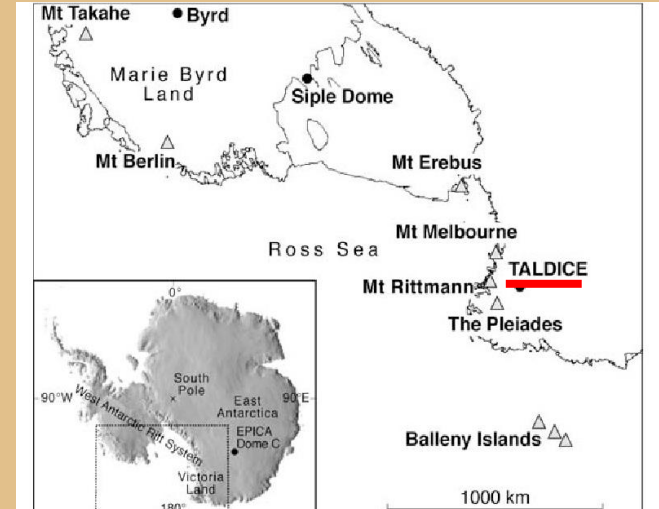 Mt Takahe
Byrd
Marie Byrd
Land
Siple Dome
Mt Berlin
Mt Erebus
Mt Melbourne
Ross Sea
TALDICE
Mt Rittmann
The Pleiades
0°
South
Pole
90°W
90°E
East
Antarctica
West Antarctic Rift System
EPICA
Dome C
Victoria
Land
180°
Balleny Islands
1000 km